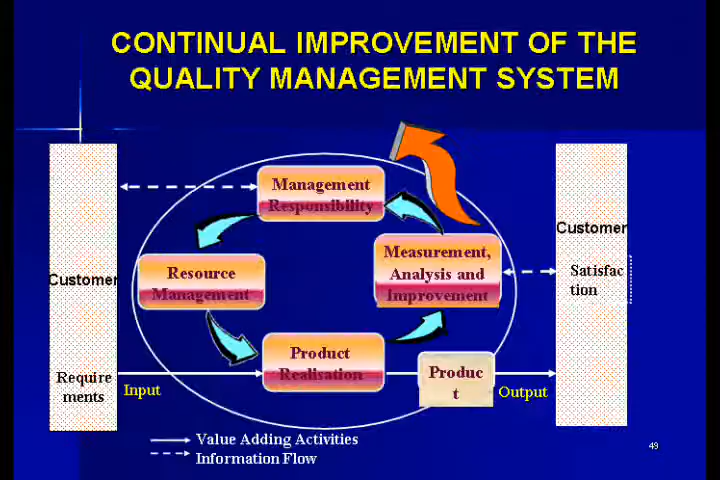 CONTINUAL IMPROVEMENT OF THE
QUALITY MANAGEMENT SYSTEM
Management
Responsibility
Customer
Measurement,
Analysis and
Improvement
Satisfac
tion
Resource
Management
Customer
Product
Realisation
Produc
t
Require
ments
Input
Output
Value Adding Activities
Information Flow
49